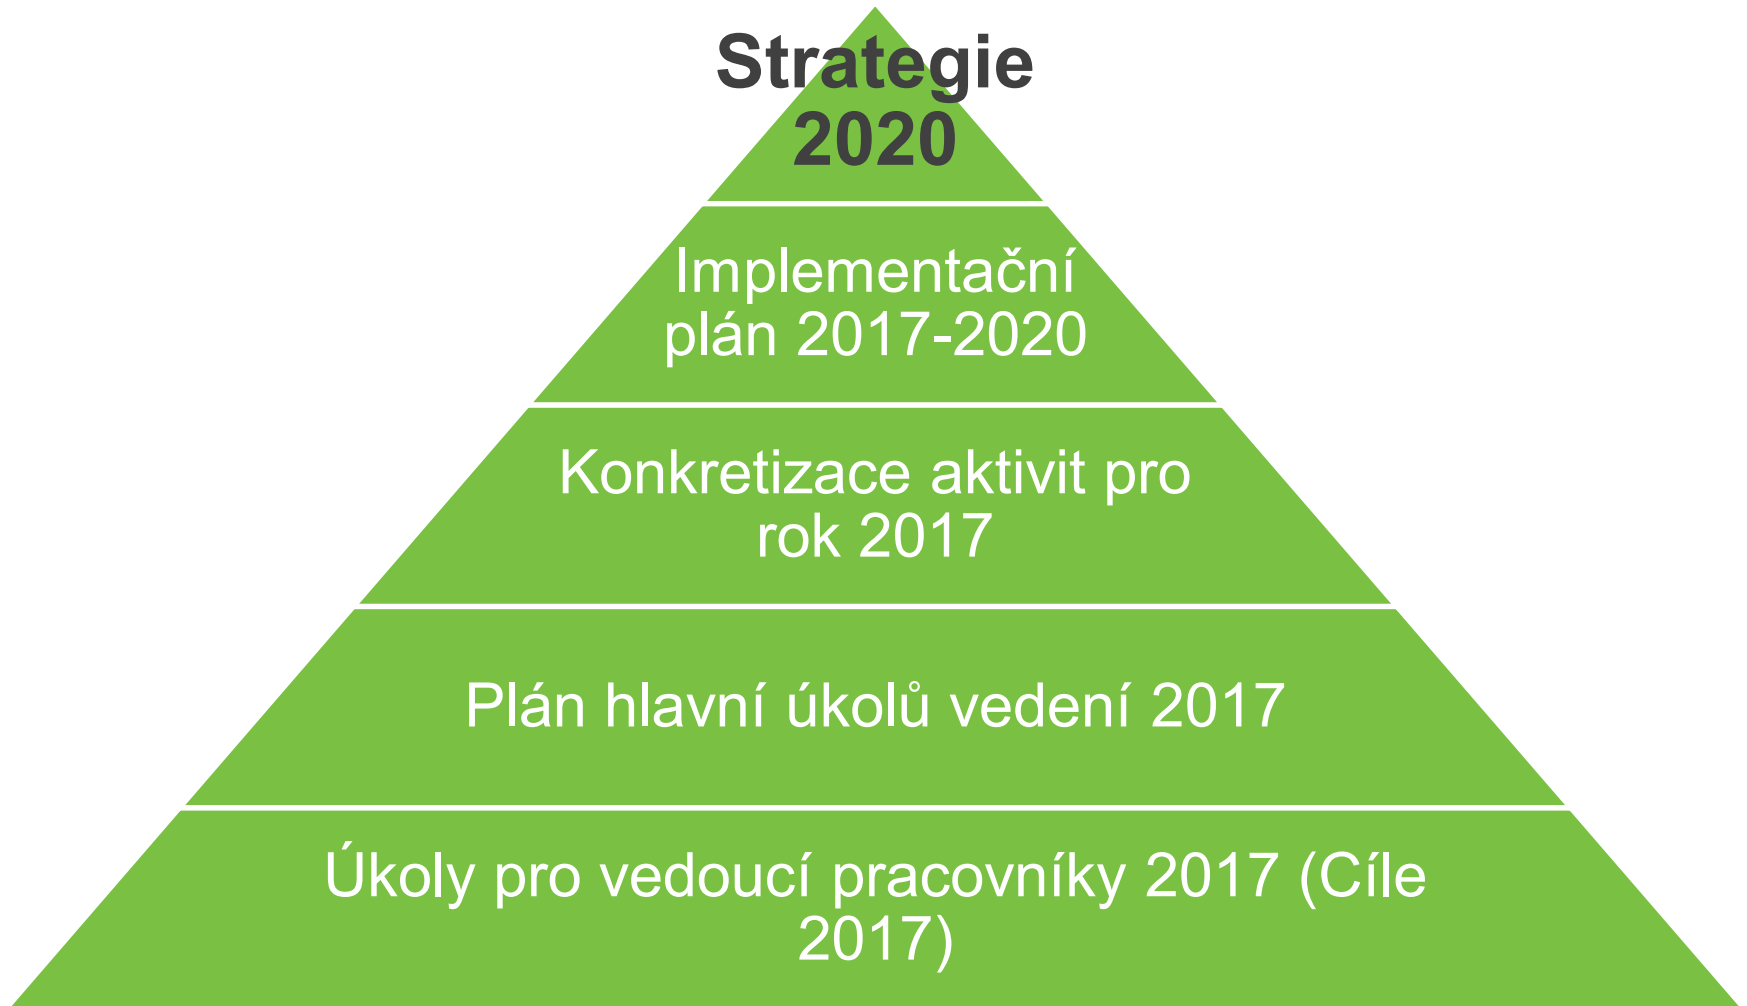 Strategie
2020
Implementační
plán 2017-2020
Konkretizace aktivit pro
rok 2017
Plán hlavní úkolů vedení 2017
Úkoly pro vedoucí pracovníky 2017 (Cíle
2017)